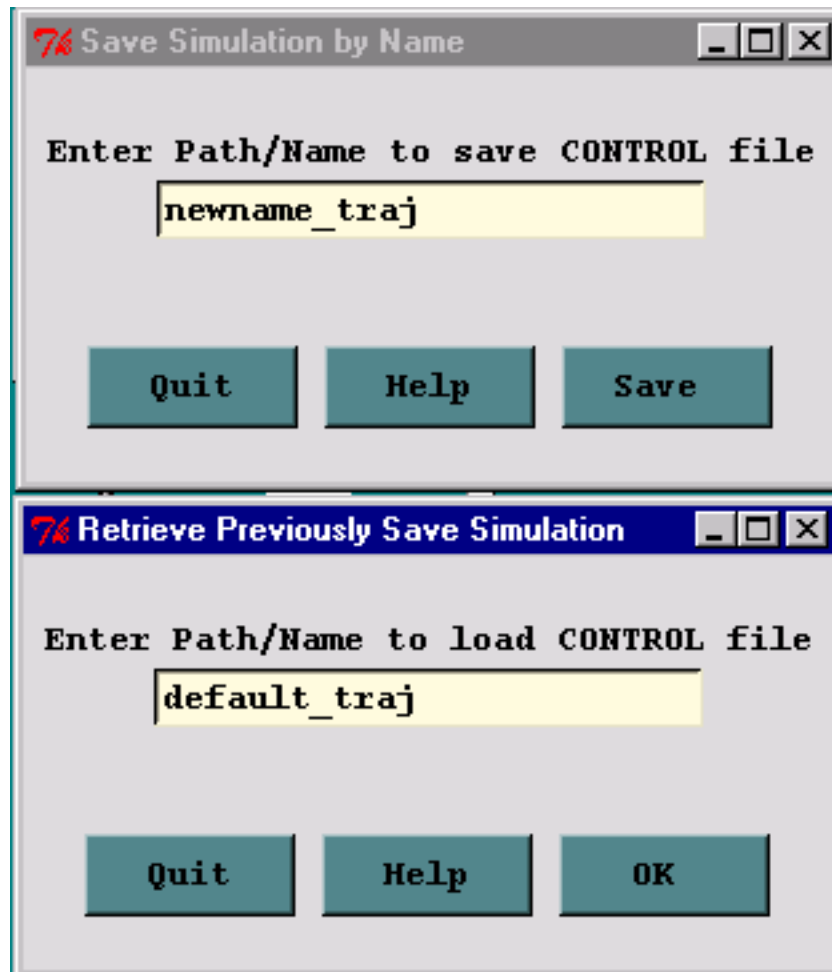 Save Simulation by Name
Enter Path/Name to save CONTROL file
newname_traj
Quit Help Save
Retrieve Previously Save Simulation
Enter Path/Name to load CONTROL file
default_traj
Quit Help OK